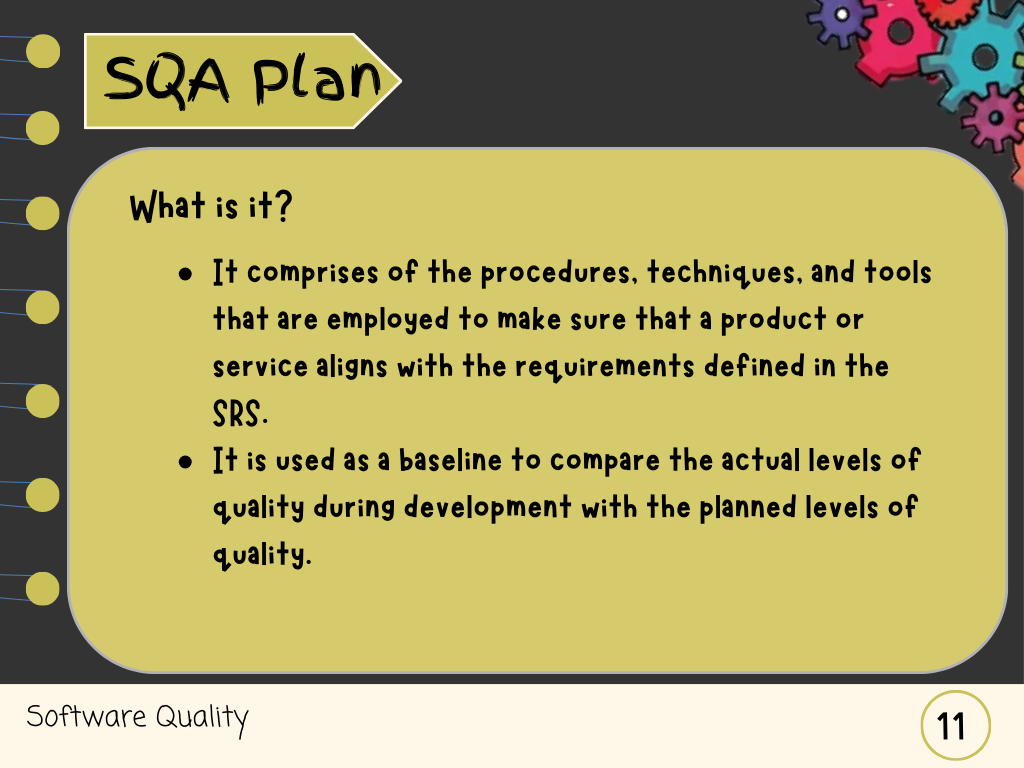 SQA Plan
What is it?
• It comprises of the procedures, techniques, and tools
that are employed to make sure that a product or
service aligns with the requirements defined in the
SRS.
• It is used as a baseline to compare the actual levels of
quality during development with the planned levels of
quality.
Software Quality
11